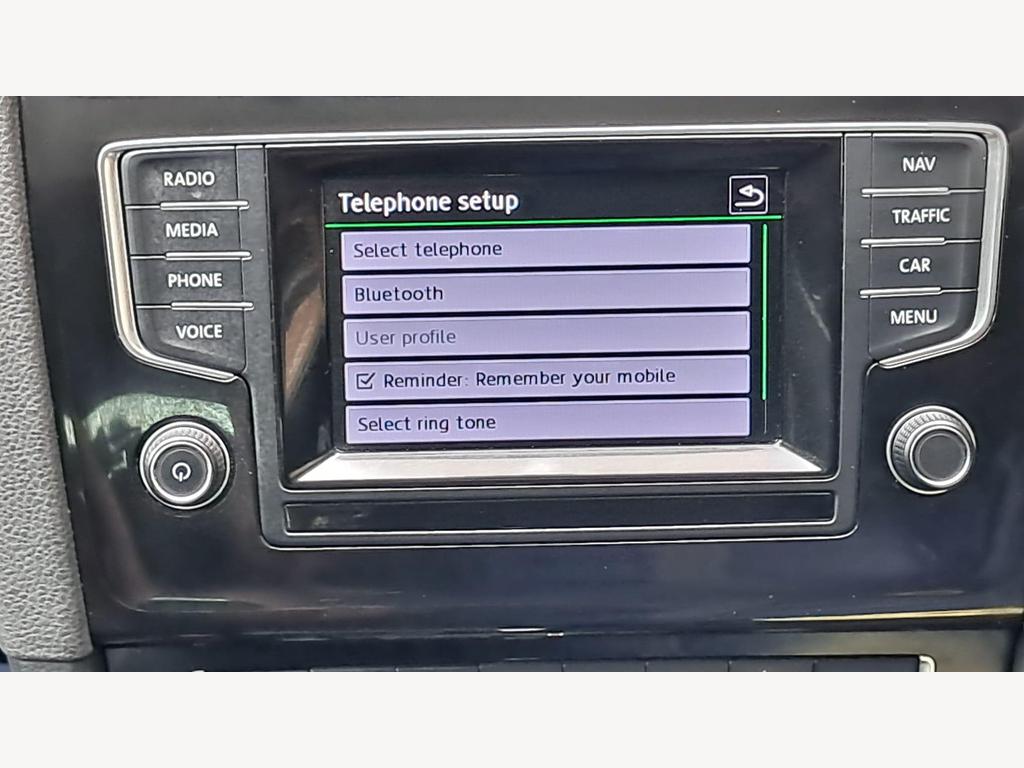 RADIO
MEDIA
PHONE
VOICE
Telephone setup
Select telephone
Bluetooth
User profile
Reminder: Remember your mobile
Select ring tone
NAV
TRAFFIC
CAR
MENU